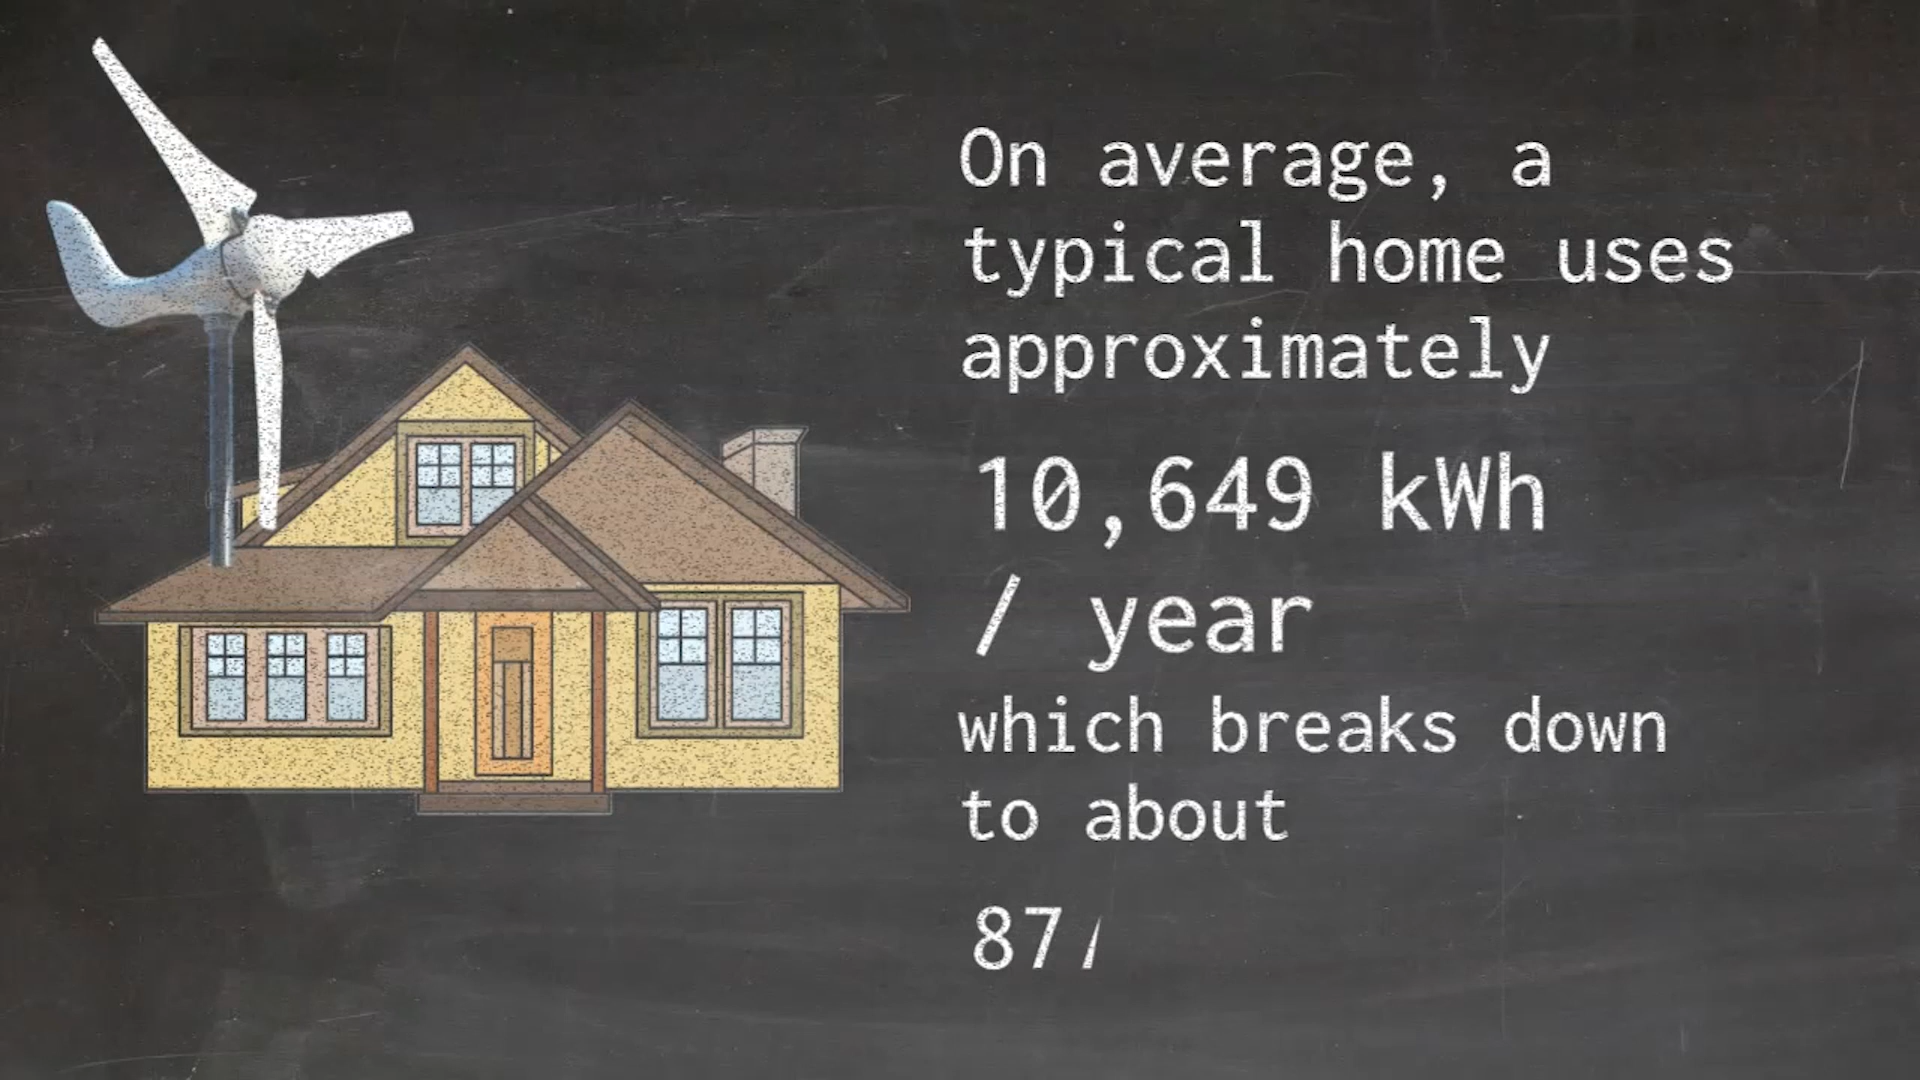 On average, a
typical home uses
approximately
10,649 kWh
/ year
which breaks down
to about
87